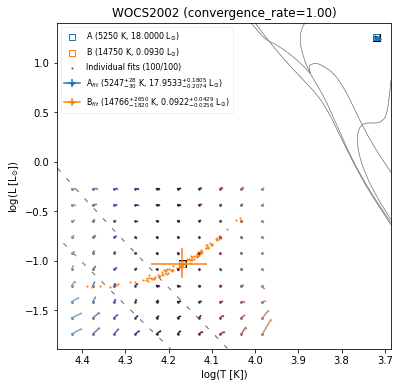 WOCS2002 (convergence_rate=1.00)
A (5250 K, 18.0000 L⊙)
B (14750 K, 0.0930 L⊙)
Individual fits (100/100)
A_fit (5247^{+28}_{-30} K, 17.9533^{+0.1805}_{-0.2074} L⊙)
B_fit (14766^{+2650}_{-1820} K, 0.0922^{+0.0429}_{-0.0256} L⊙)
log(L [L⊙])
1.0
0.5
0.0
−0.5
−1.0
−1.5
4.4 4.3 4.2 4.1 4.0 3.9 3.8 3.7
log(T [K])